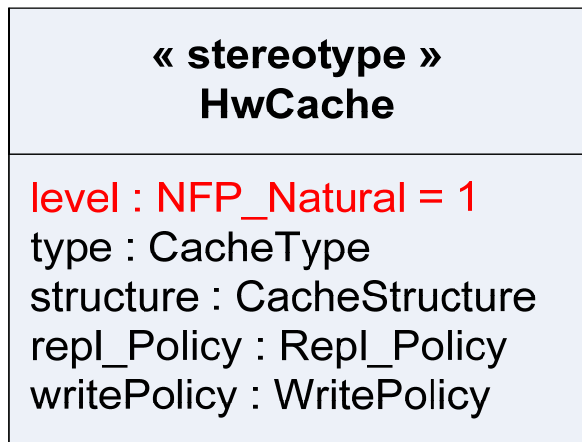 « stereotype »
HwCache
level : NFP_Natural = 1
type : CacheType
structure : CacheStructure
repl_Policy : Repl_Policy
writePolicy : WritePolicy